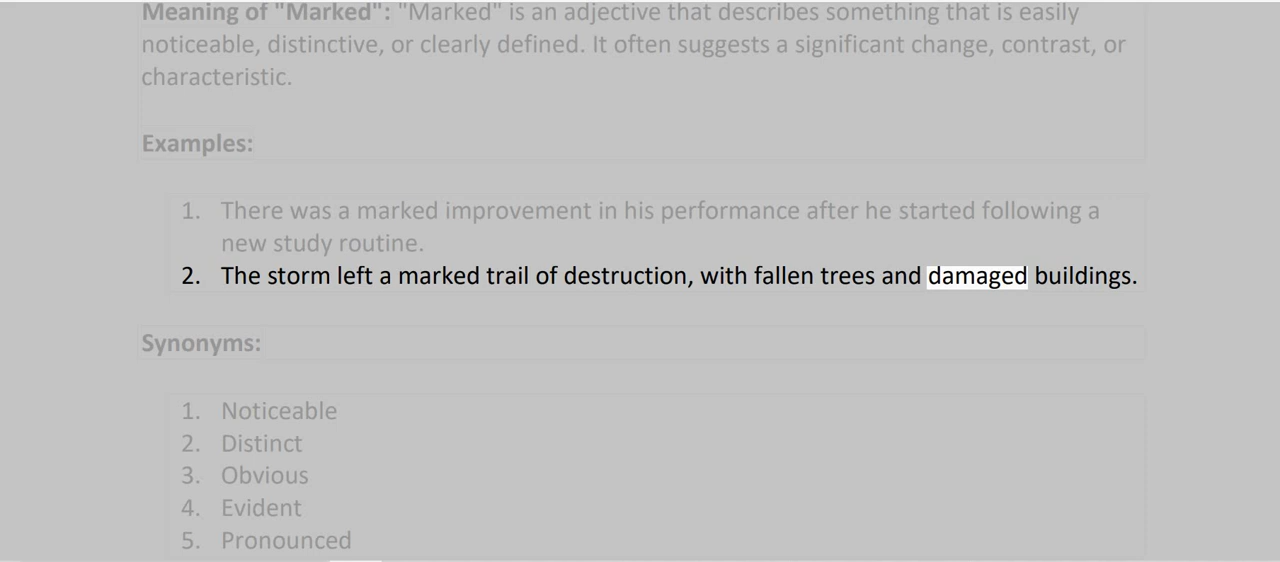 Meaning of "Marked": "Marked" is an adjective that describes something that is easily
noticeable, distinctive, or clearly defined. It often suggests a significant change, contrast, or
characteristic.
Examples:
1. There was a marked improvement in his performance after he started following a
new study routine.
2. The storm left a marked trail of destruction, with fallen trees and damaged buildings.
Synonyms:
1. Noticeable
2. Distinct
3. Obvious
4. Evident
5. Pronounced